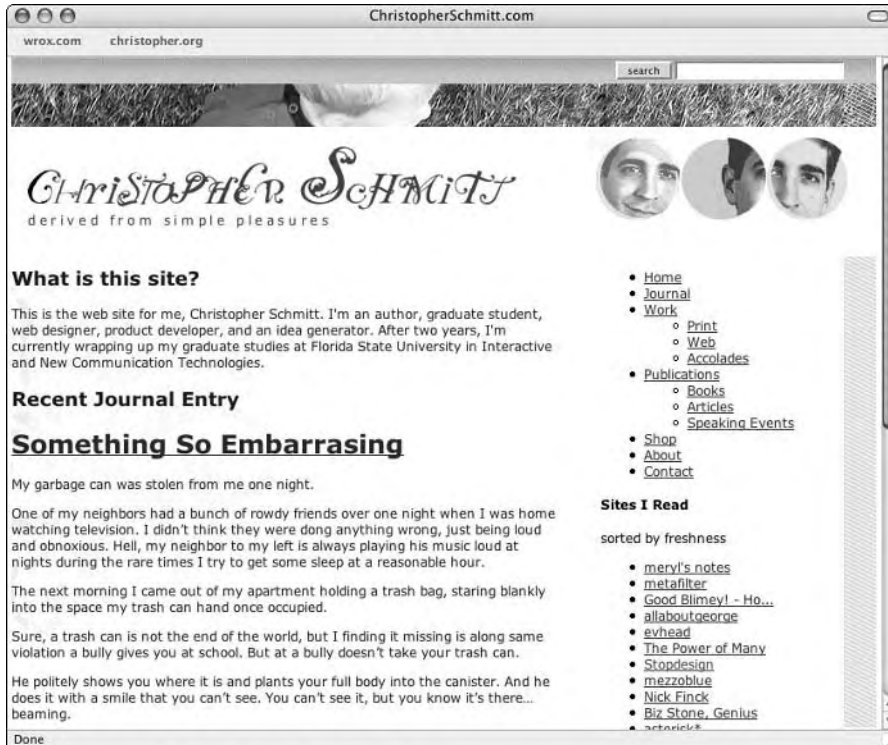 ChristopherSchmitt.com
wrox.com christopher.org
search
CHRiSToPHER ScHMiTT
derived from simple pleasures
What is this site?
This is the web site for me, Christopher Schmitt. I'm an author, graduate student,
web designer, product developer, and an idea generator. After two years, I'm
currently wrapping up my graduate studies at Florida State University in Interactive
and New Communication Technologies.
Recent Journal Entry
Something So Embarrasing
My garbage can was stolen from me one night.
One of my neighbors had a bunch of rowdy friends over one night when I was home
watching television. I didn't think they were dong anything wrong, just being loud
and obnoxious. Hell, my neighbor to my left is always playing his music loud at
nights during the rare times I try to get some sleep at a reasonable hour.
The next morning I came out of my apartment holding a trash bag, staring blankly
into the space my trash can hand once occupied.
Sure, a trash can is not the end of the world, but I finding it missing is along same
violation a bully gives you at school. But at a bully doesn't take your trash can.
He politely shows you where it is and plants your full body into the canister. And he
does it with a smile that you can't see. You can't see it, but you know it's there...
beaming.
Home
Journal
Work
Print
Web
Accolades
Publications
Books
Articles
Speaking Events
Shop
About
Contact
Sites I Read
sorted by freshness
meryl's notes
metafilter
Good Blimey! - Ho...
allaboutgeorge
evhead
The Power of Many
Stopdesign
mezzoblue
Nick Finck
Biz Stone, Genius
asterisk*
Done